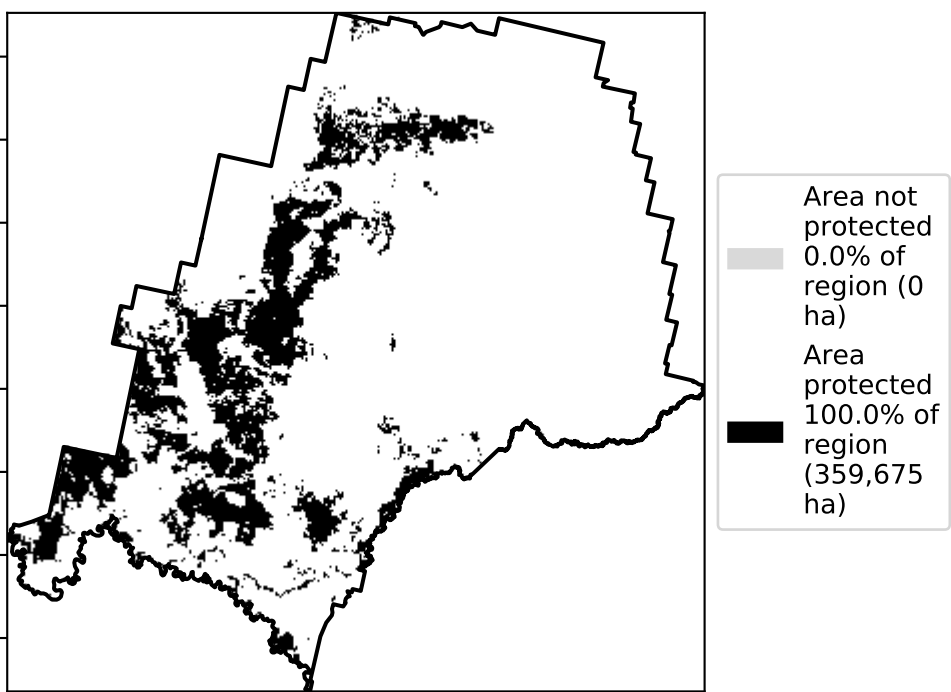 Area not
protected
0.0% of
region (0
ha)
Area
protected
100.0% of
region
(359,675
ha)